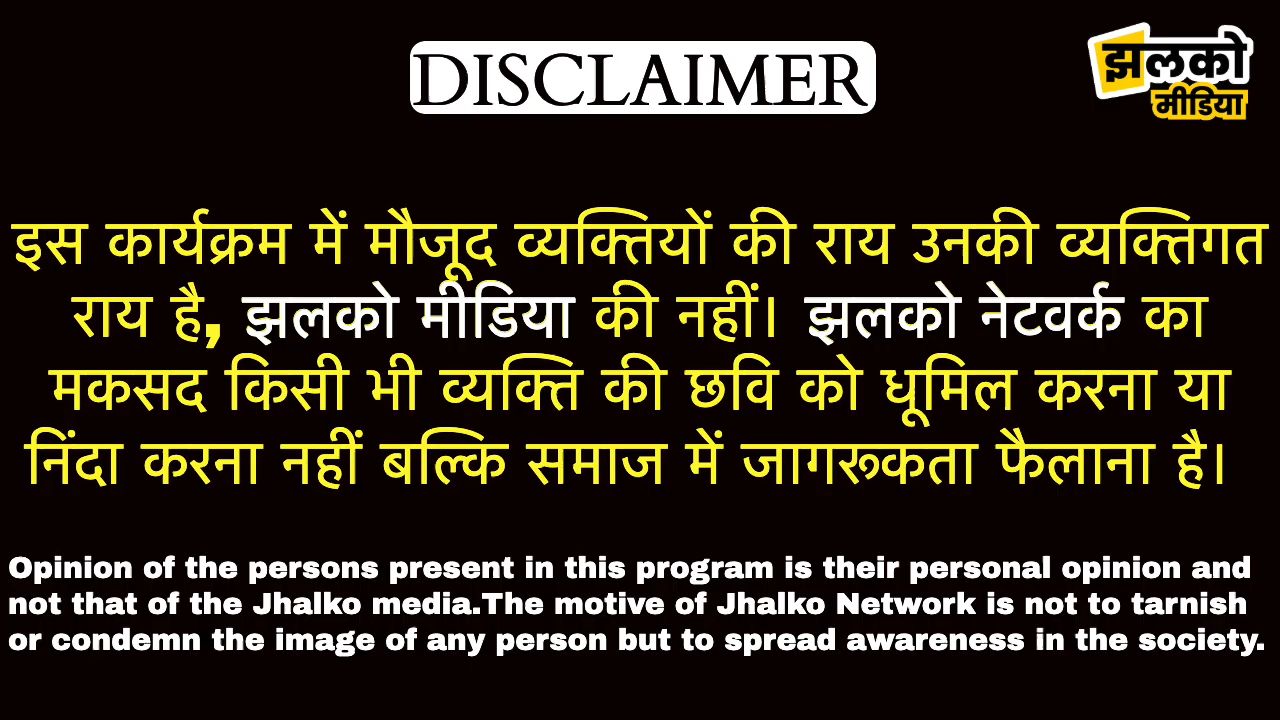 DISCLAIMER
झलको
मीडिया
इस कार्यक्रम में मौजूद व्यक्तियों की राय उनकी व्यक्तिगत
राय है, झलको मीडिया की नहीं। झलको नेटवर्क का
मकसद किसी भी व्यक्ति की छवि को धूमिल करना या
निंदा करना नहीं बल्कि समाज में जागरूकता फैलाना है।
Opinion of the persons present in this program is their personal opinion and
not that of the Jhalko media.The motive of Jhalko Network is not to tarnish
or condemn the image of any person but to spread awareness in the society.